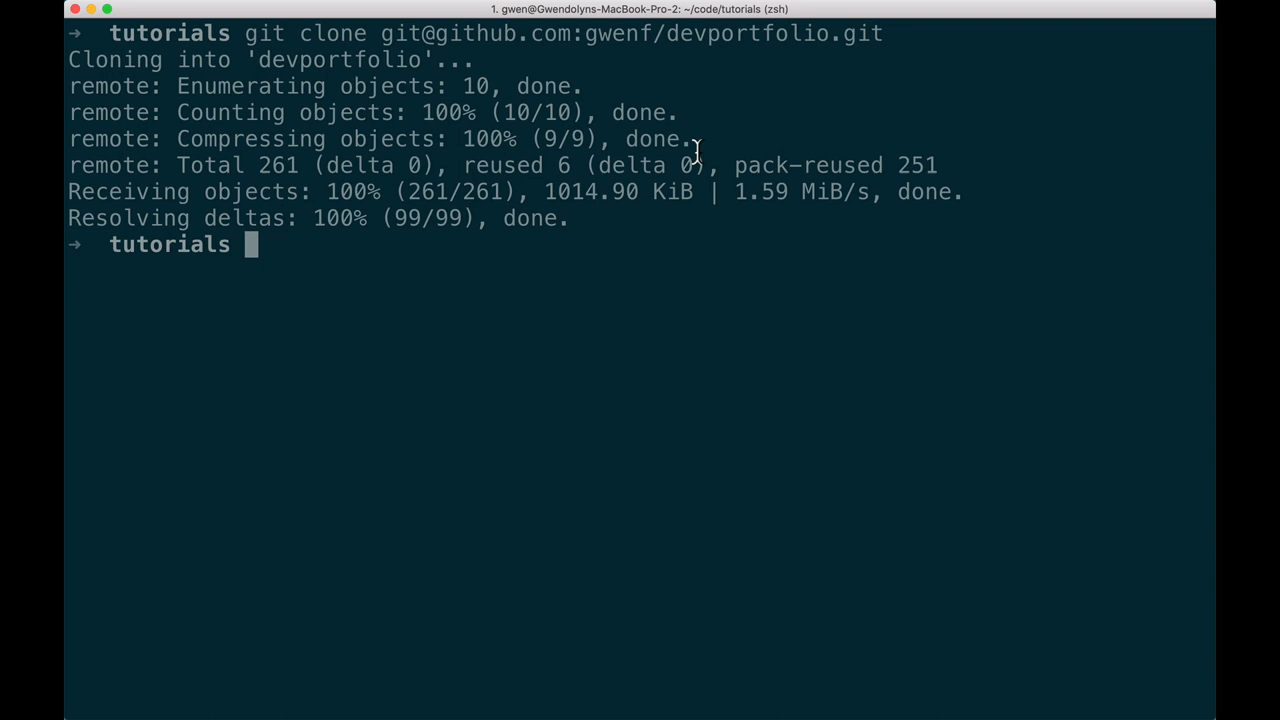 1. gwen@Gwendolyns-MacBook-Pro-2: ~/code/tutorials (zsh)
➜ tutorials git clone git@github.com:gwenf/devportfolio.git
Cloning into 'devportfolio'...
remote: Enumerating objects: 10, done.
remote: Counting objects: 100% (10/10), done.
remote: Compressing objects: 100% (9/9), done.
remote: Total 261 (delta 0), reused 6 (delta 0), pack-reused 251
Receiving objects: 100% (261/261), 1014.90 KiB | 1.59 MiB/s, done.
Resolving deltas: 100% (99/99), done.
➜ tutorials